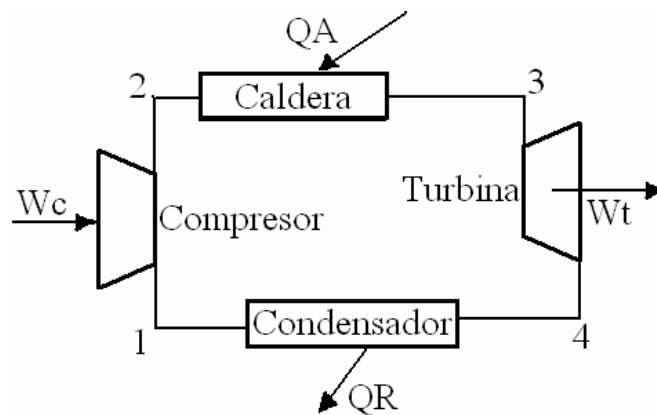 QA
2.
Caldera
3
Wc
Compresor
Turbina
Wt
1
Condensador
4
QR